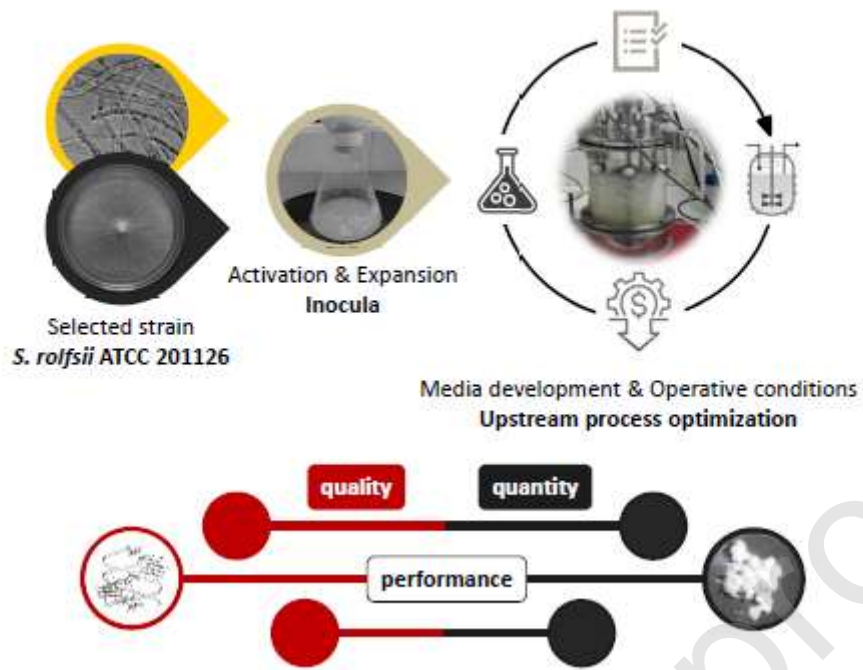 Selected strain
S. rolfsii ATCC 201126
Activation & Expansion
Inocula
Media development & Operative conditions
Upstream process optimization
quality
quantity
performance